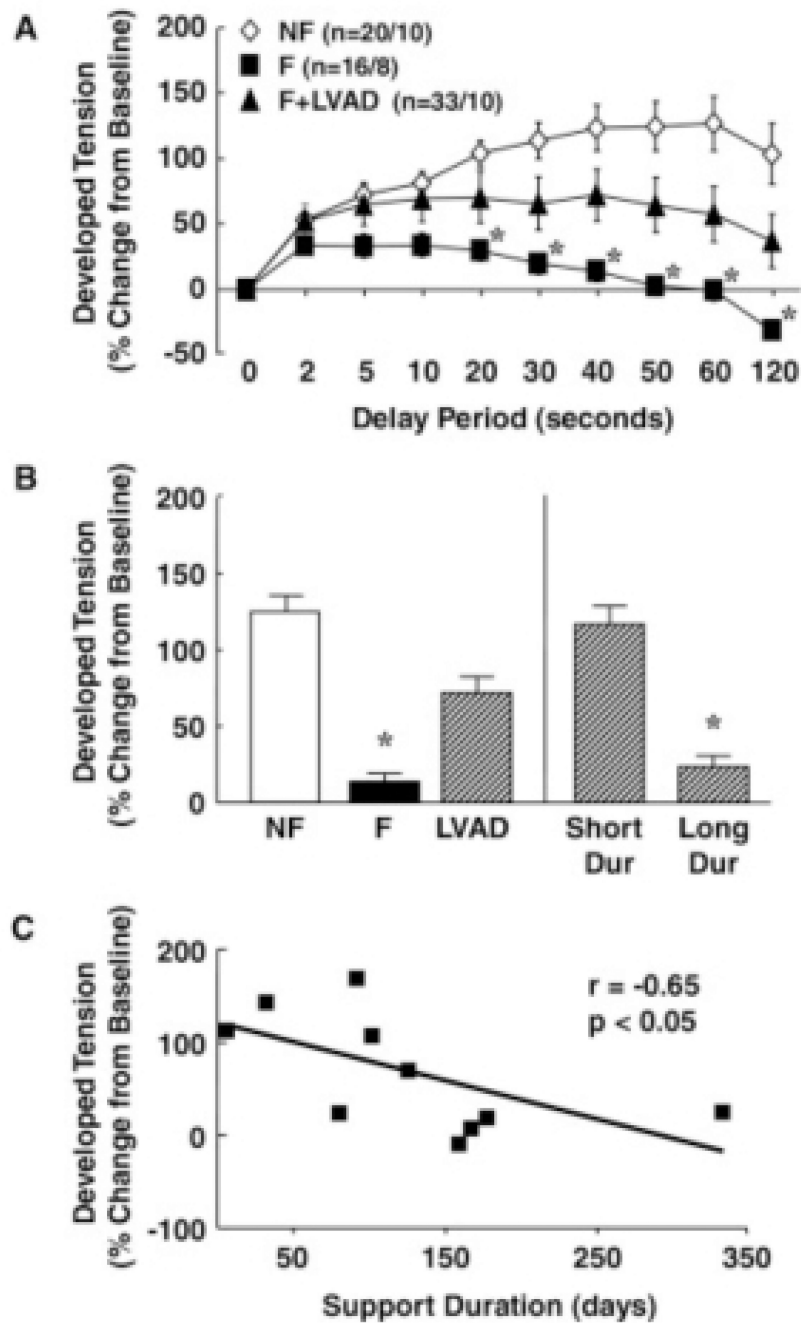 A
NF (n=20/10)
F (n=16/8)
F+LVAD (n=33/10)
Developed Tension
(% Change from Baseline)
200
150
100
50
0
-50
*
*
*
*
*
*
0 2 5 10 20 30 40 50 60 120
Delay Period (seconds)
B
Developed Tension
(% Change from Baseline)
200
150
100
50
0
*
*
NF F LVAD Short Long
Dur Dur
C
Developed Tension
(% Change from Baseline)
200
100
0
-100
r = -0.65
p < 0.05
50 150 250 350
Support Duration (days)